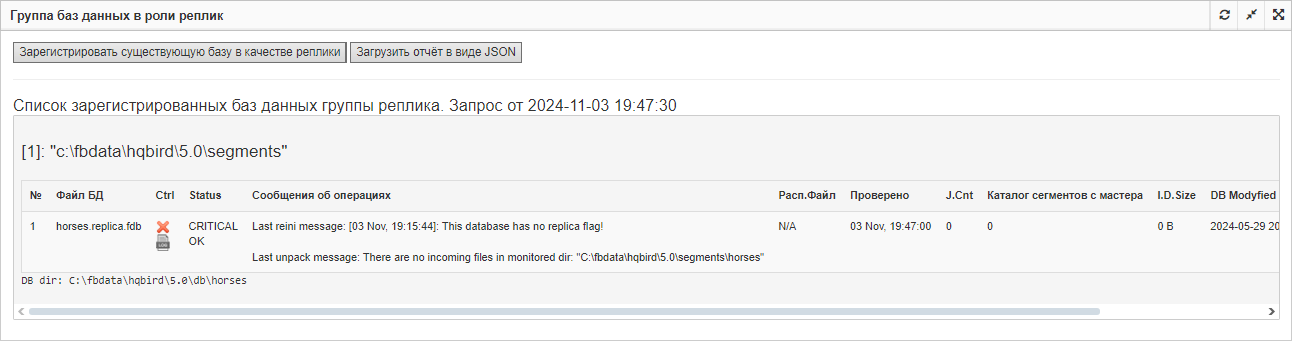 Группа баз данных в роли реплик
Зарегистрировать существующую базу в качестве реплики Загрузить отчёт в виде JSON
Список зарегистрированных баз данных группы реплика. Запрос от 2024-11-03 19:47:30
[1]: "c:\fbdata\hqbird\5.0\segments"
№ Файл БД Ctrl Status Сообщения об операциях Расп.Файл Проверено J.Cnt Каталог сегментов с мастера I.D.Size DB Modyfied
1 horses.replica.fdb CRITICAL Last reini message: [03 Nov, 19:15:44]: This database has no replica flag! N/A 03 Nov, 19:47:00 0 0 0 B 2024-05-29 20
LOG OK
Last unpack message: There are no incoming files in monitored dir: "C:\fbdata\hqbird\5.0\segments\horses"
DB dir: C:\fbdata\hqbird\5.0\db\horses